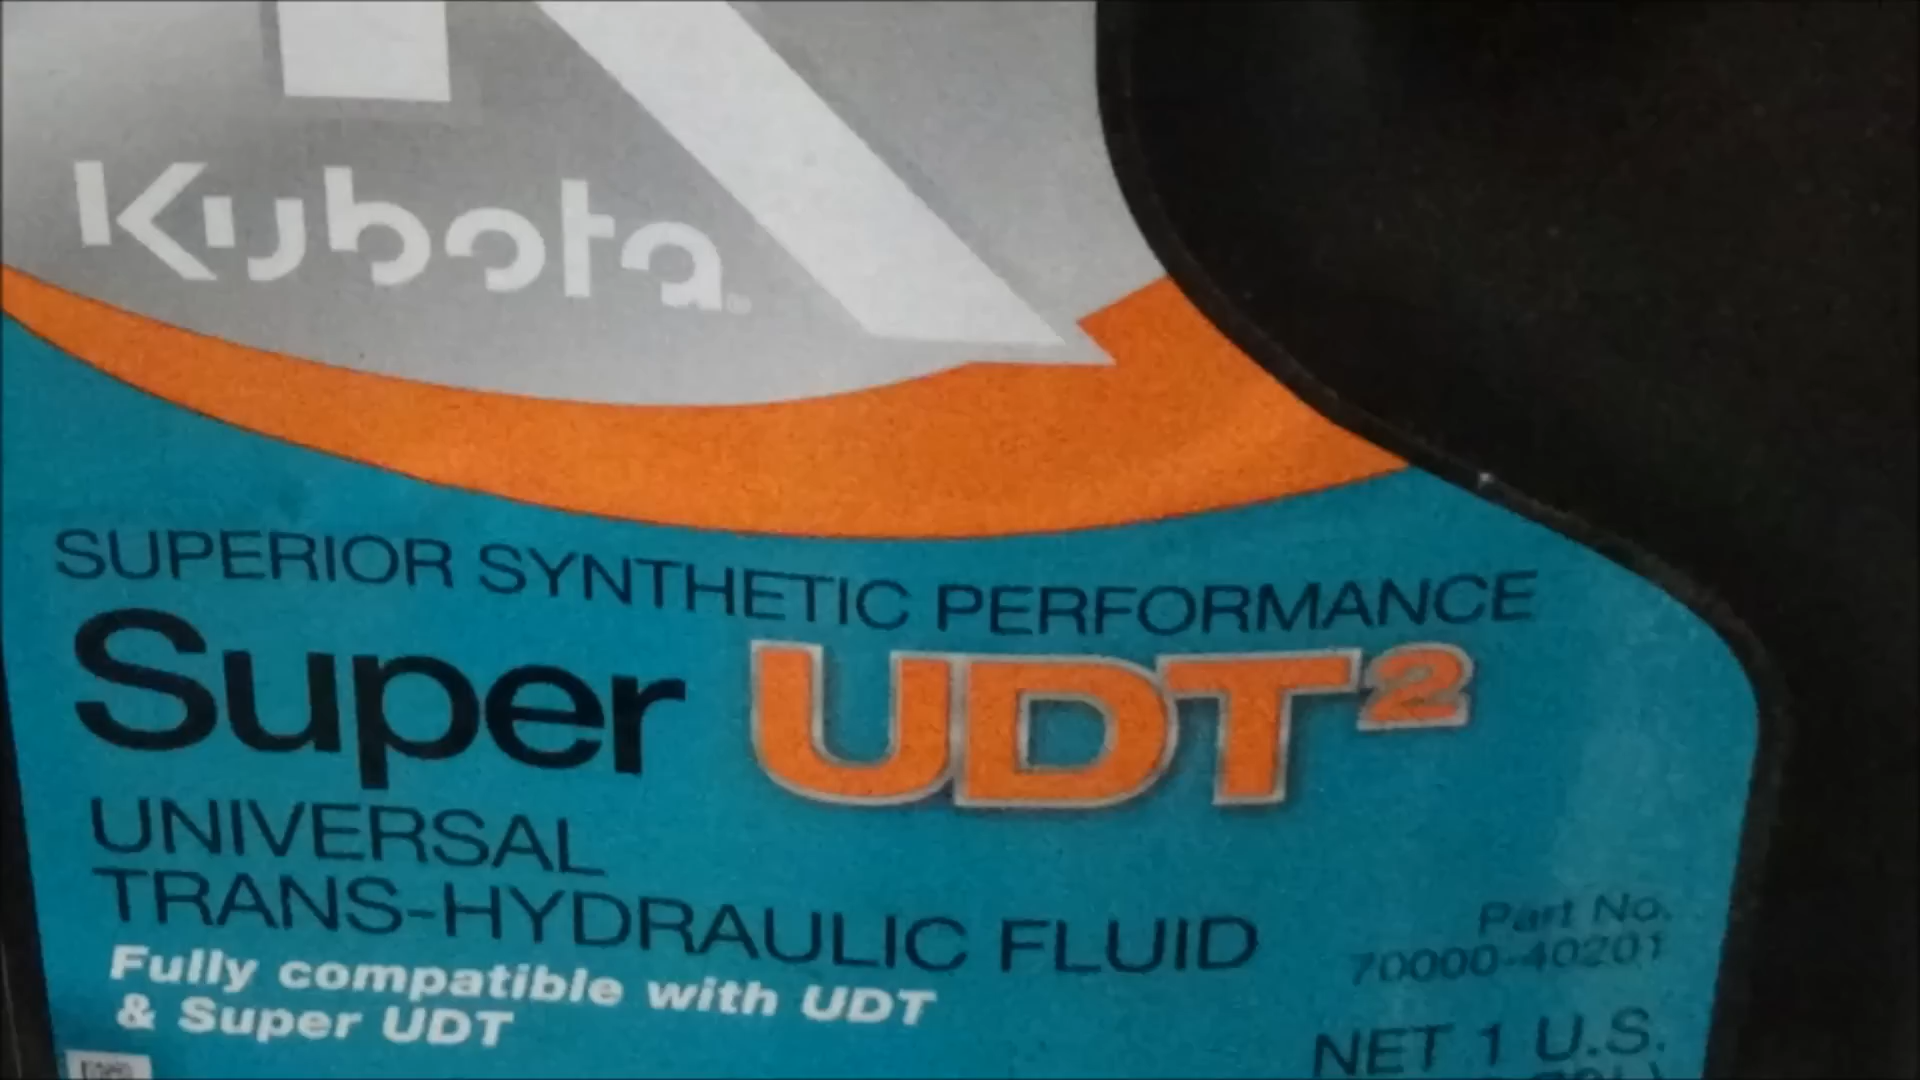 Kubota
SUPERIOR SYNTHETIC PERFORMANCE
Super UDT²
UNIVERSAL
TRANS-HYDRAULIC FLUID
Fully compatible with UDT
& Super UDT
Part No.
70000-40201
NET 1 U.S.